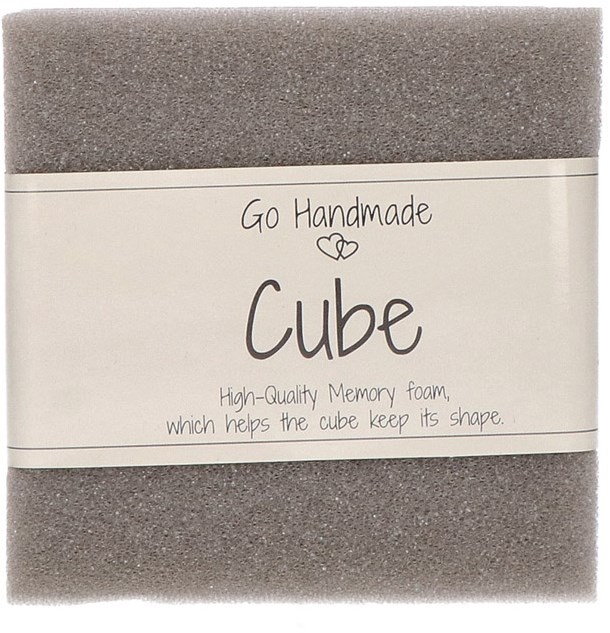 Go Handmade
Cube
High-Quality Memory foam,
which helps the cube keep its shape.